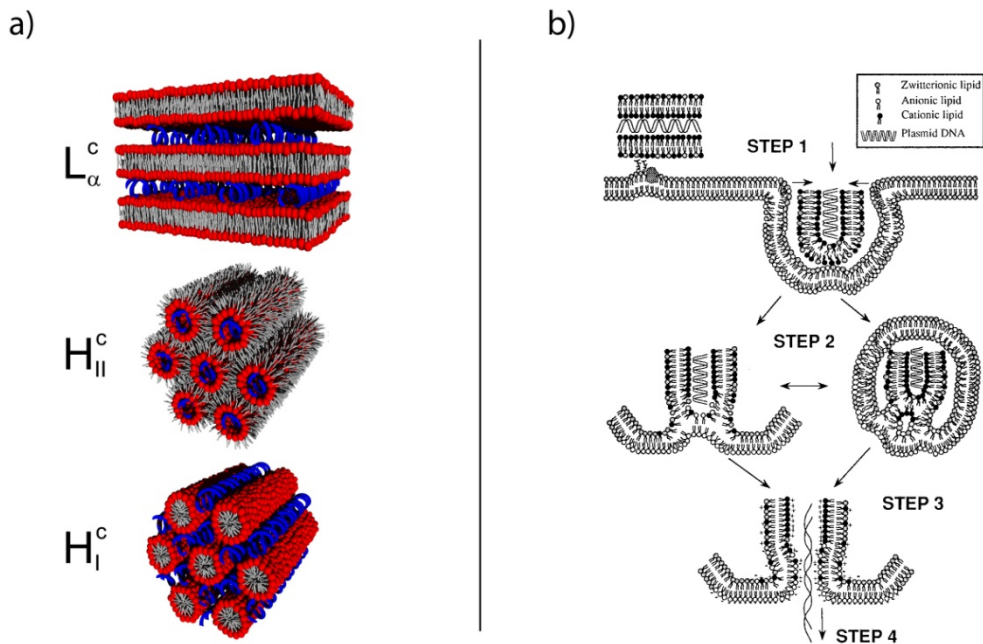 a)
L α c
H II c
H I c
b)
Zwitterionic lipid
Anionic lipid
Cationic lipid
Plasmid DNA
STEP 1
STEP 2
STEP 3
STEP 4